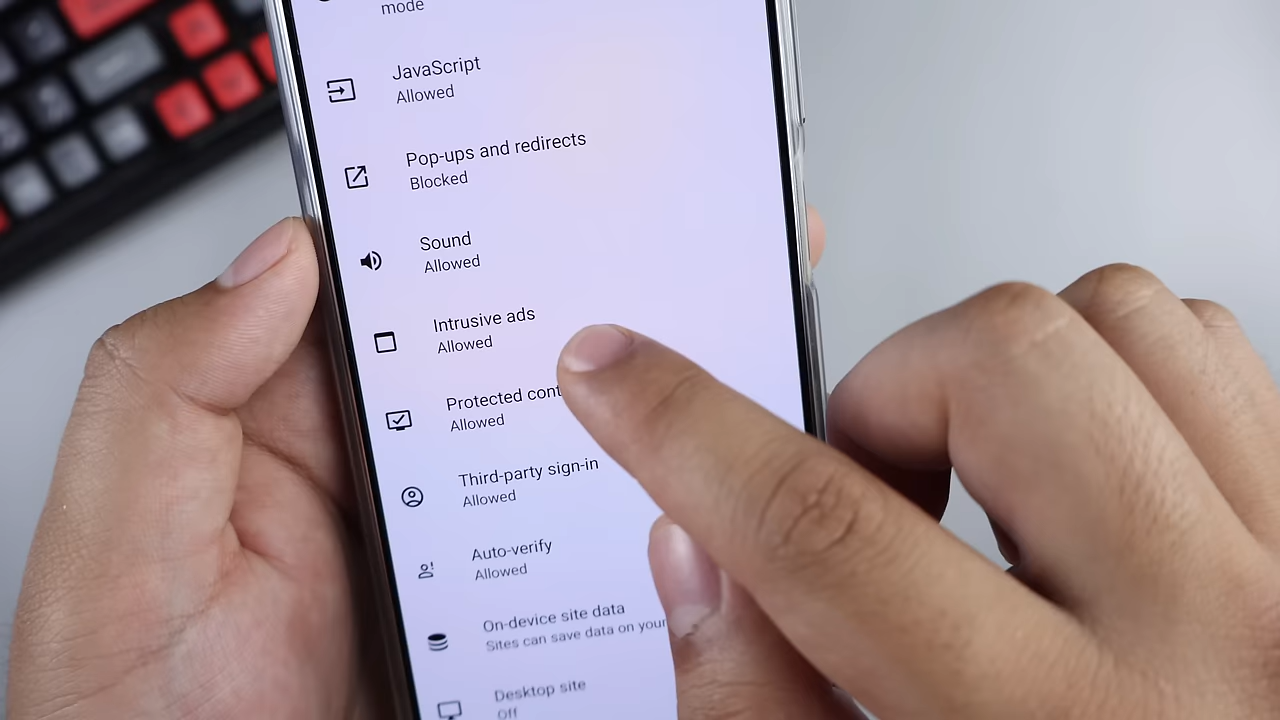 mode
JavaScript
Allowed
Pop-ups and redirects
Blocked
Sound
Allowed
Intrusive ads
Allowed
Protected cont
Allowed
Third-party sign-in
Allowed
Auto-verify
Allowed
On-device site data
Sites can save data on your
Desktop site
Off